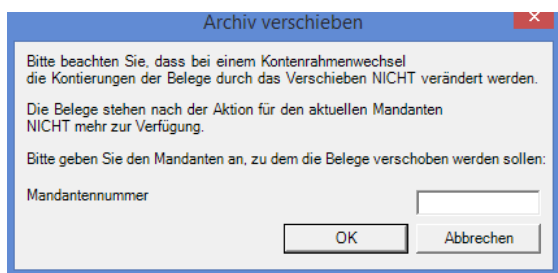 Archiv verschieben
Bitte beachten Sie, dass bei einem Kontenrahmenwechsel
die Kontierungen der Belege durch das Verschieben NICHT verändert werden.
Die Belege stehen nach der Aktion für den aktuellen Mandanten
NICHT mehr zur Verfügung.
Bitte geben Sie den Mandanten an, zu dem die Belege verschoben werden sollen:
Mandantennummer
OK
Abbrechen